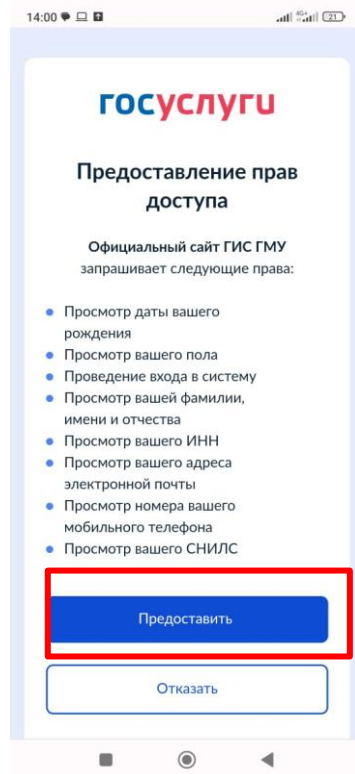 14:00 4G+ 21
госуслуги
Предоставление прав
доступа
Официальный сайт ГИС ГМУ
запрашивает следующие права:
Просмотр даты вашего
рождения
Просмотр вашего пола
Проведение входа в систему
Просмотр вашей фамилии,
имени и отчества
Просмотр вашего ИНН
Просмотр вашего адреса
электронной почты
Просмотр номера вашего
мобильного телефона
Просмотр вашего СНИЛС
Предоставить
Отказать